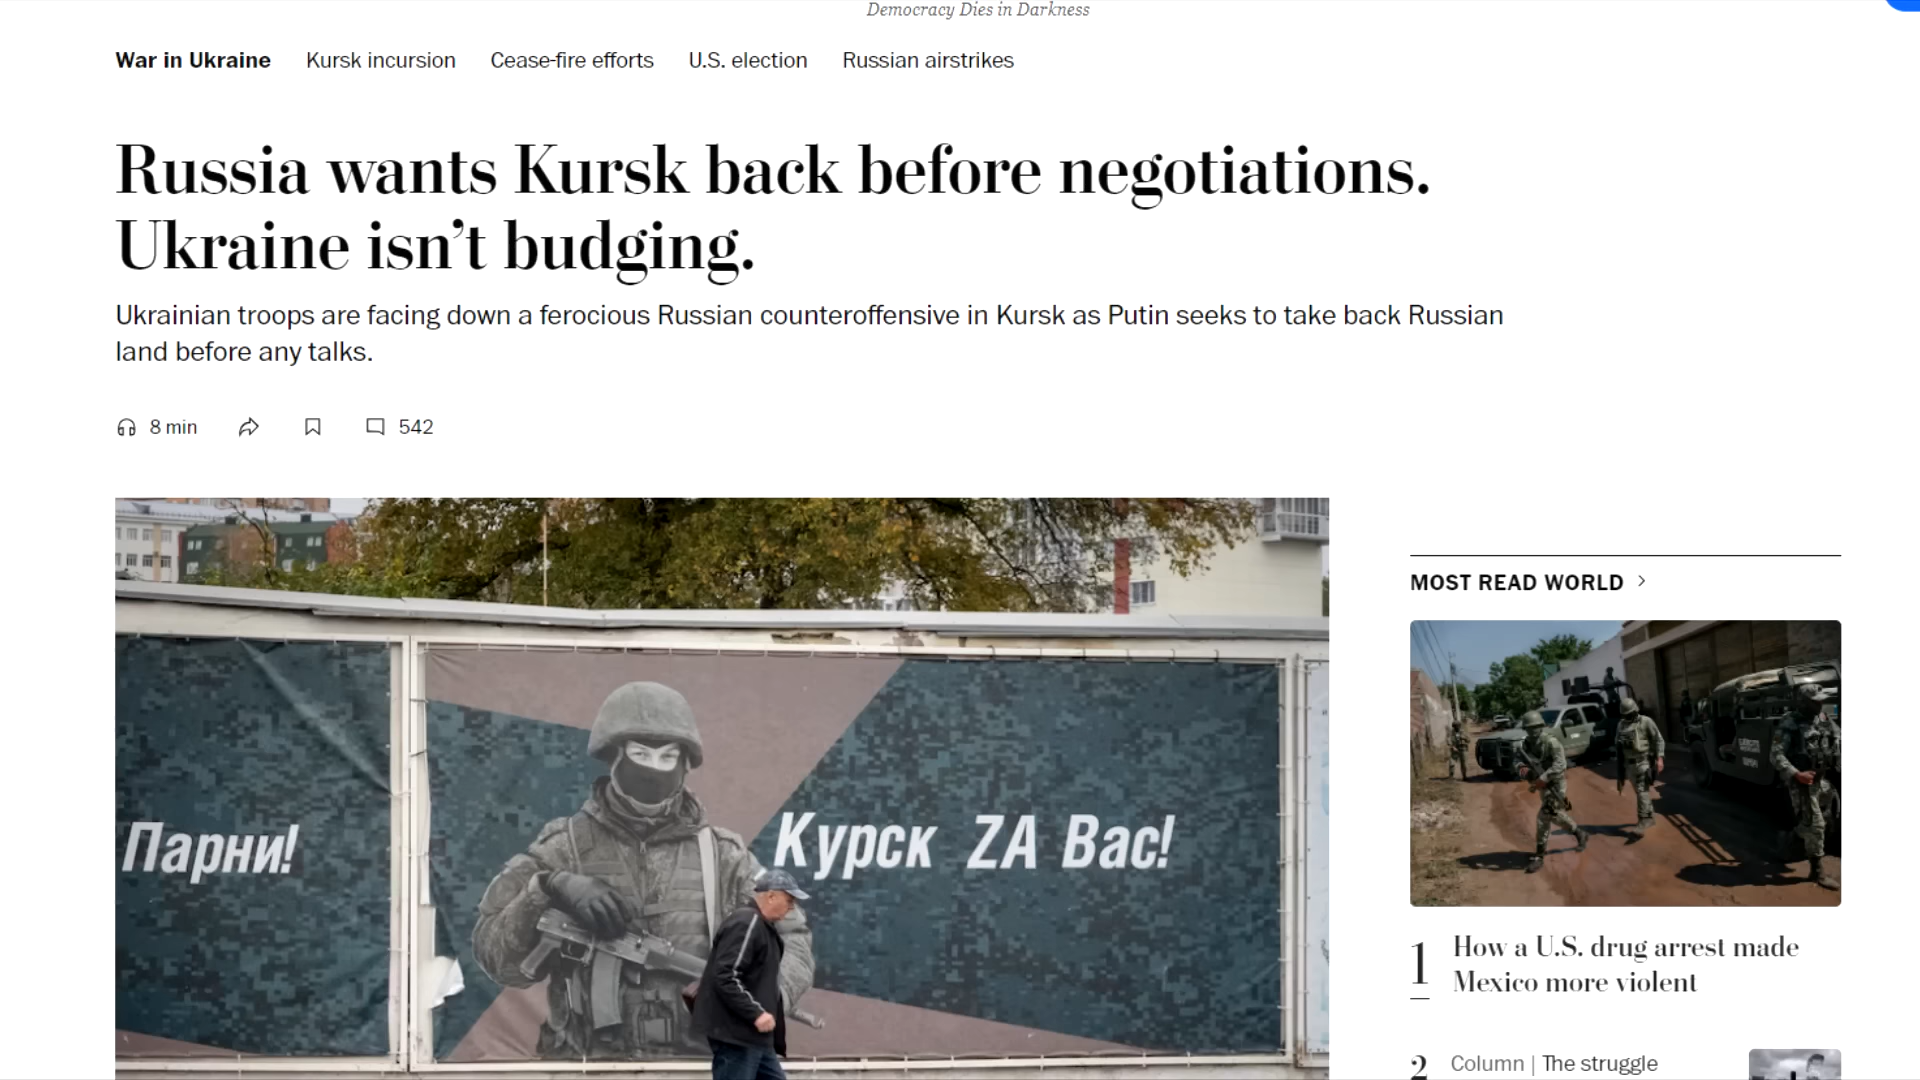 Democracy Dies in Darkness
War in Ukraine Kursk incursion Cease-fire efforts U.S. election Russian airstrikes
Russia wants Kursk back before negotiations.
Ukraine isn’t budging.
Ukrainian troops are facing down a ferocious Russian counteroffensive in Kursk as Putin seeks to take back Russian
land before any talks.
8 min 542
Парни!
Курск ZA Вас!
MOST READ WORLD
1 How a U.S. drug arrest made
Mexico more violent
2 Column | The struggle